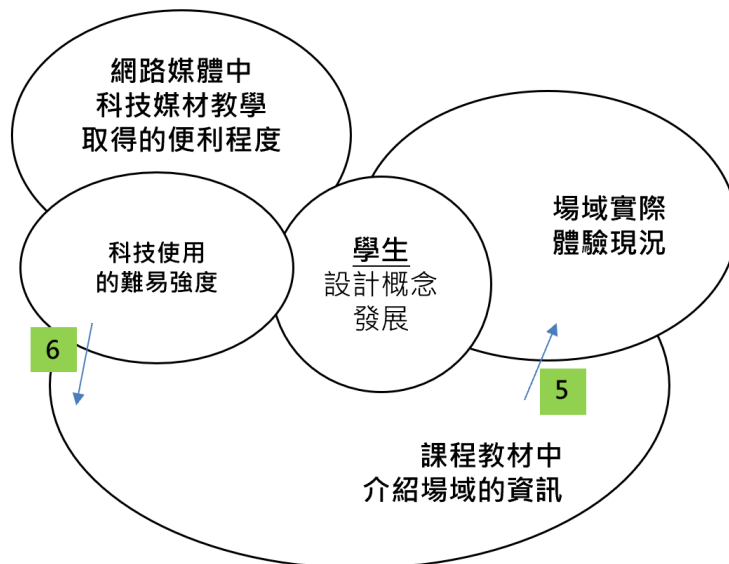 網路媒體中
科技媒材教學
取得的便利程度
場域實際
體驗現況
科技使用
的難易強度
學生
設計概念
發展
6
5
課程教材中
介紹場域的資訊